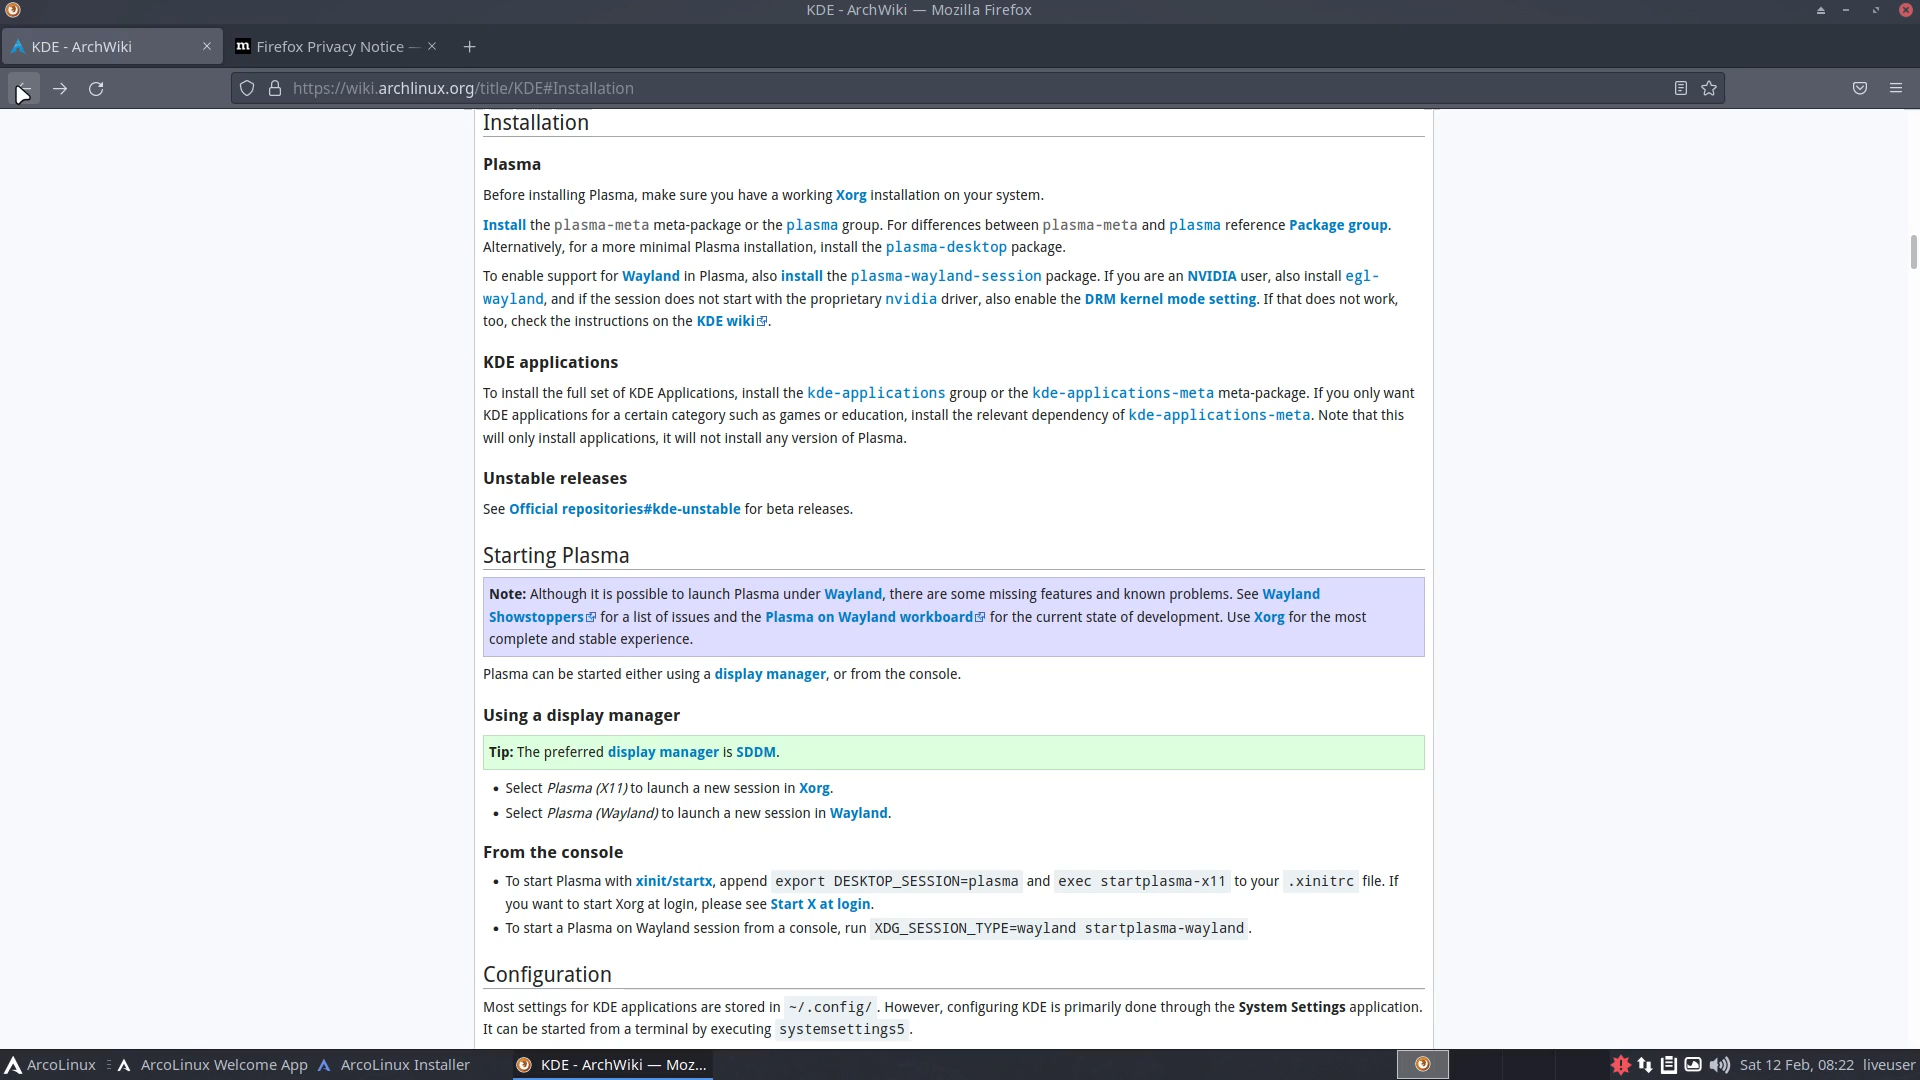 KDE - ArchWiki — Mozilla Firefox
KDE - ArchWiki
Firefox Privacy Notice —
https://wiki.archlinux.org/title/KDE#Installation
Installation
Plasma
Before installing Plasma, make sure you have a working Xorg installation on your system.
Install the plasma-meta meta-package or the plasma group. For differences between plasma-meta and plasma reference Package group.
Alternatively, for a more minimal Plasma installation, install the plasma-desktop package.
To enable support for Wayland in Plasma, also install the plasma-wayland-session package. If you are an NVIDIA user, also install egl-
wayland, and if the session does not start with the proprietary nvidia driver, also enable the DRM kernel mode setting. If that does not work,
too, check the instructions on the KDE wiki.
KDE applications
To install the full set of KDE Applications, install the kde-applications group or the kde-applications-meta meta-package. If you only want
KDE applications for a certain category such as games or education, install the relevant dependency of kde-applications-meta. Note that this
will only install applications, it will not install any version of Plasma.
Unstable releases
See Official repositories#kde-unstable for beta releases.
Starting Plasma
Note: Although it is possible to launch Plasma under Wayland, there are some missing features and known problems. See Wayland
Showstoppers for a list of issues and the Plasma on Wayland workboard for the current state of development. Use Xorg for the most
complete and stable experience.
Plasma can be started either using a display manager, or from the console.
Using a display manager
Tip: The preferred display manager is SDDM.
• Select Plasma (X11) to launch a new session in Xorg.
• Select Plasma (Wayland) to launch a new session in Wayland.
From the console
• To start Plasma with xinit/startx, append export DESKTOP_SESSION=plasma and exec startplasma-x11 to your .xinitrc file. If
you want to start Xorg at login, please see Start X at login.
• To start a Plasma on Wayland session from a console, run XDG_SESSION_TYPE=wayland startplasma-wayland.
Configuration
Most settings for KDE applications are stored in ~/.config/. However, configuring KDE is primarily done through the System Settings application.
It can be started from a terminal by executing systemsettings5.
ArcoLinux
ArcoLinux Welcome App
ArcoLinux Installer
KDE - ArchWiki — Moz...
Sat 12 Feb, 08:22
liveuser